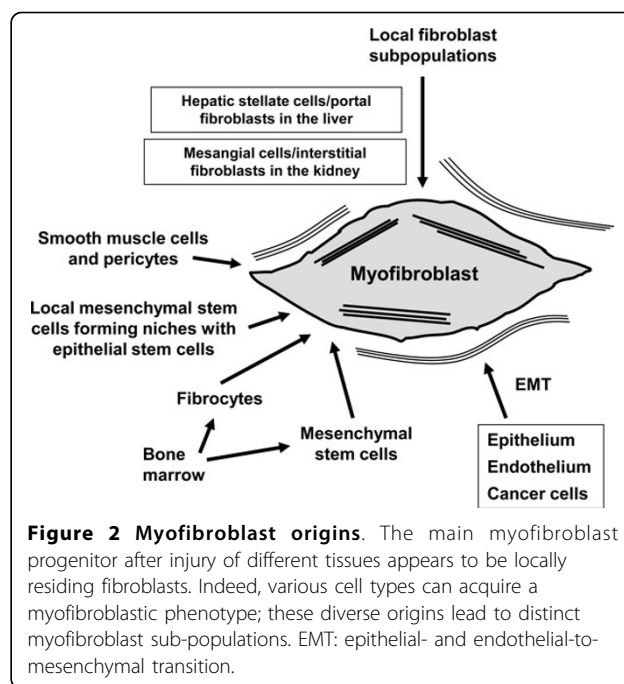 Local fibroblast
subpopulations
Hepatic stellate cells/portal
fibroblasts in the liver
Mesangial cells/interstitial
fibroblasts in the kidney
Smooth muscle cells
and pericytes
Myofibroblast
Local mesenchymal stem
cells forming niches with
epithelial stem cells
Fibrocytes
Bone
marrow
Mesenchymal
stem cells
EMT
Epithelium
Endothelium
Cancer cells
Figure 2 Myofibroblast origins. The main myofibroblast
progenitor after injury of different tissues appears to be locally
residing fibroblasts. Indeed, various cell types can acquire a
myofibroblastic phenotype; these diverse origins lead to distinct
myofibroblast sub-populations. EMT: epithelial- and endothelial-to-
mesenchymal transition.